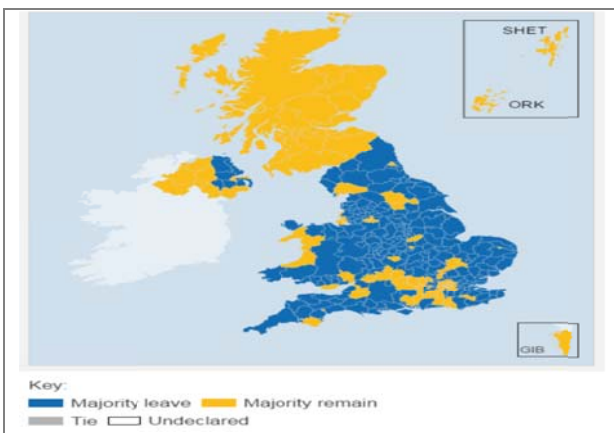 SHET
ORK
GIB
Key:
Majority leave Majority remain
Tie Undeclared